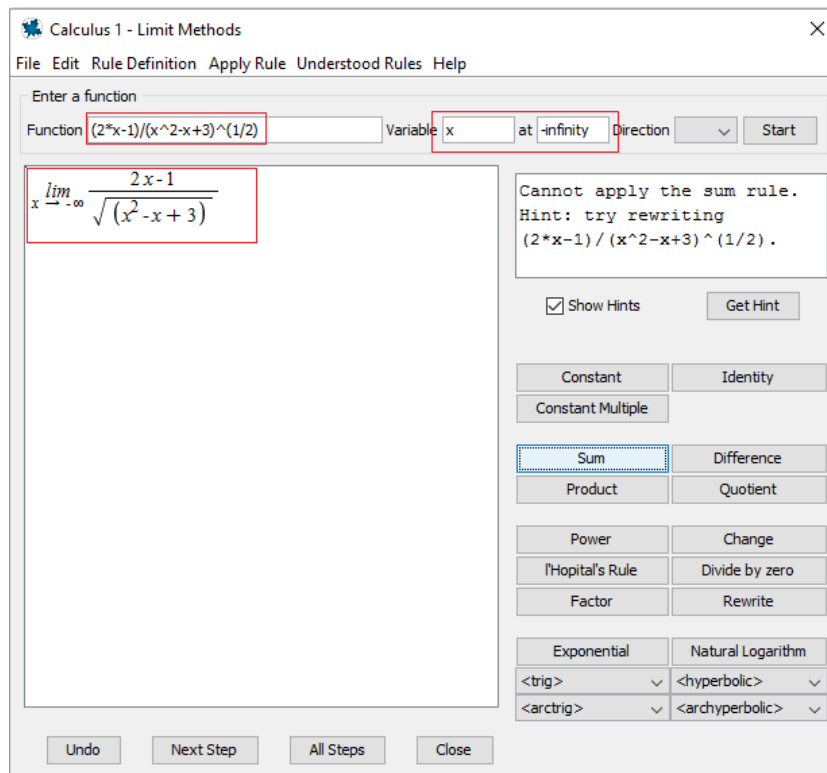 Calculus 1 - Limit Methods
File Edit Rule Definition Apply Rule Understood Rules Help
Enter a function
Function (2*x-1)/(x^2-x+3)^(1/2) Variable x at -infinity Direction Start
lim x → -∞ (2x-1)/√(x²-x+3)
Cannot apply the sum rule.
Hint: try rewriting
(2*x-1)/(x^2-x+3)^(1/2).
Show Hints Get Hint
Constant Identity
Constant Multiple
Sum Difference
Product Quotient
Power Change
l'Hopital's Rule Divide by zero
Factor Rewrite
Exponential Natural Logarithm
<trig> <hyperbolic>
<arctrig> <archyperbolic>
Undo Next Step All Steps Close